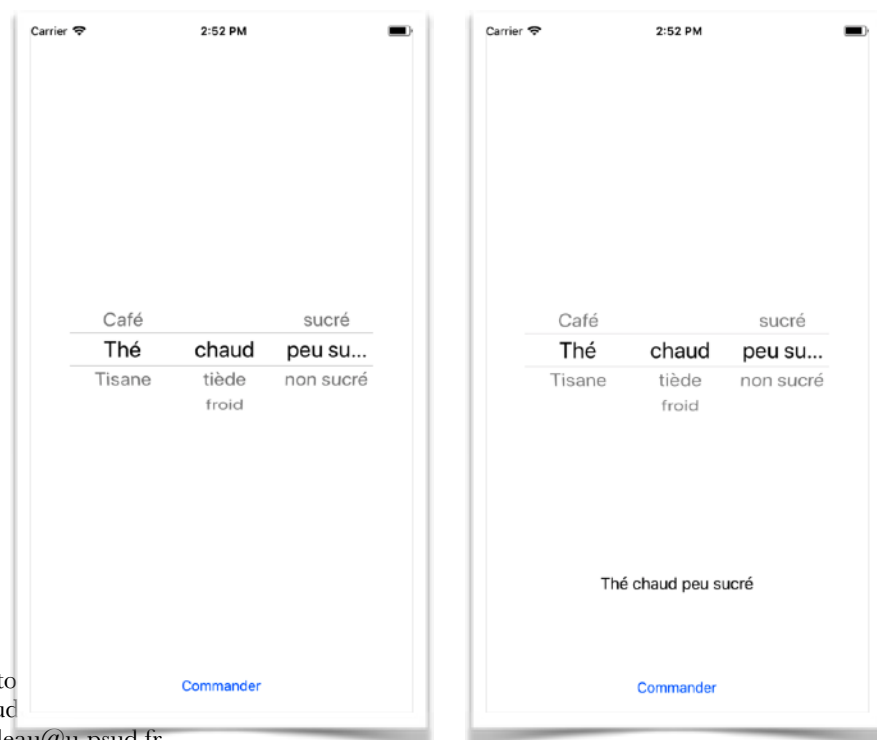 Carrier 2:52 PM
Café sucré
Thé chaud peu su...
Tisane tiède non sucré
froid
Commander
Carrier 2:52 PM
Café sucré
Thé chaud peu su...
Tisane tiède non sucré
froid
Thé chaud peu sucré
Commander